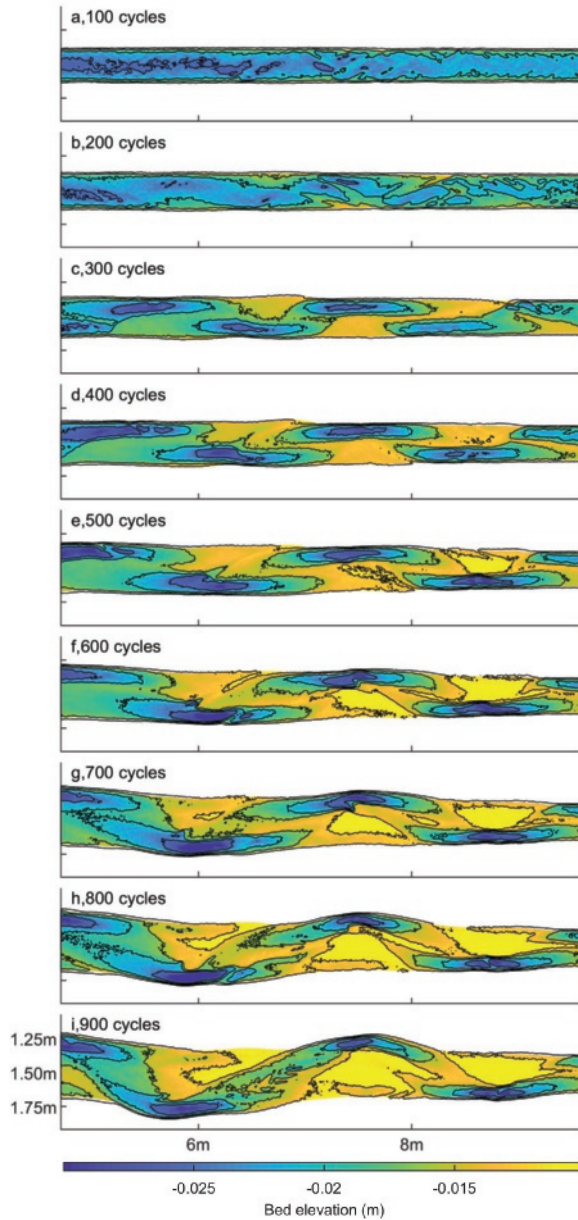 a,100 cycles
b,200 cycles
c,300 cycles
d,400 cycles
e,500 cycles
f,600 cycles
g,700 cycles
h,800 cycles
i,900 cycles
1.25m
1.50m
1.75m
6m 8m
-0.025 -0.02 -0.015
Bed elevation (m)